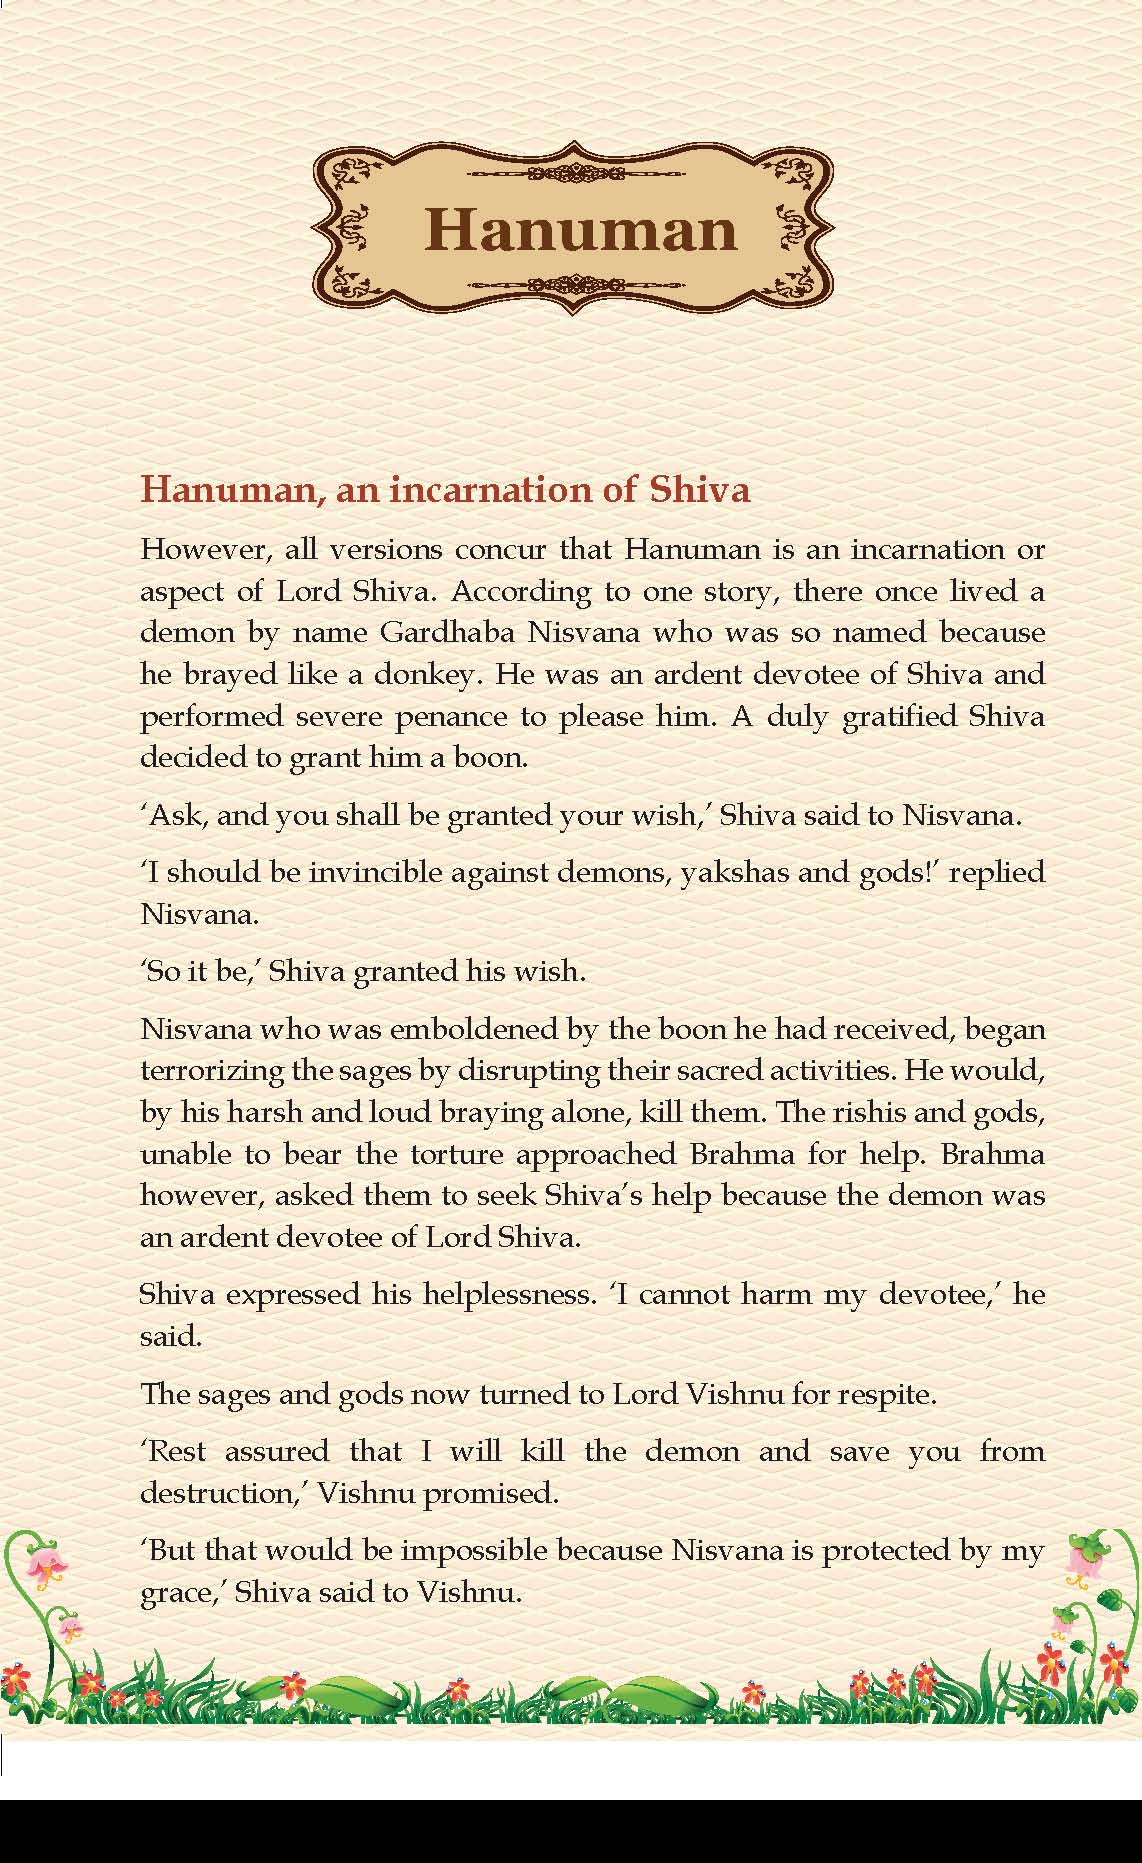 Hanuman
Hanuman, an incarnation of Shiva
However, all versions concur that Hanuman is an incarnation or
aspect of Lord Shiva. According to one story, there once lived a
demon by name Gardhaba Nisvana who was so named because
he brayed like a donkey. He was an ardent devotee of Shiva and
performed severe penance to please him. A duly gratified Shiva
decided to grant him a boon.
‘Ask, and you shall be granted your wish,’ Shiva said to Nisvana.
‘I should be invincible against demons, yakshas and gods!’ replied
Nisvana.
‘So it be,’ Shiva granted his wish.
Nisvana who was emboldened by the boon he had received, began
terrorizing the sages by disrupting their sacred activities. He would,
by his harsh and loud braying alone, kill them. The rishis and gods,
unable to bear the torture approached Brahma for help. Brahma
however, asked them to seek Shiva’s help because the demon was
an ardent devotee of Lord Shiva.
Shiva expressed his helplessness. ‘I cannot harm my devotee,’ he
said.
The sages and gods now turned to Lord Vishnu for respite.
‘Rest assured that I will kill the demon and save you from
destruction,’ Vishnu promised.
‘But that would be impossible because Nisvana is protected by my
grace,’ Shiva said to Vishnu.